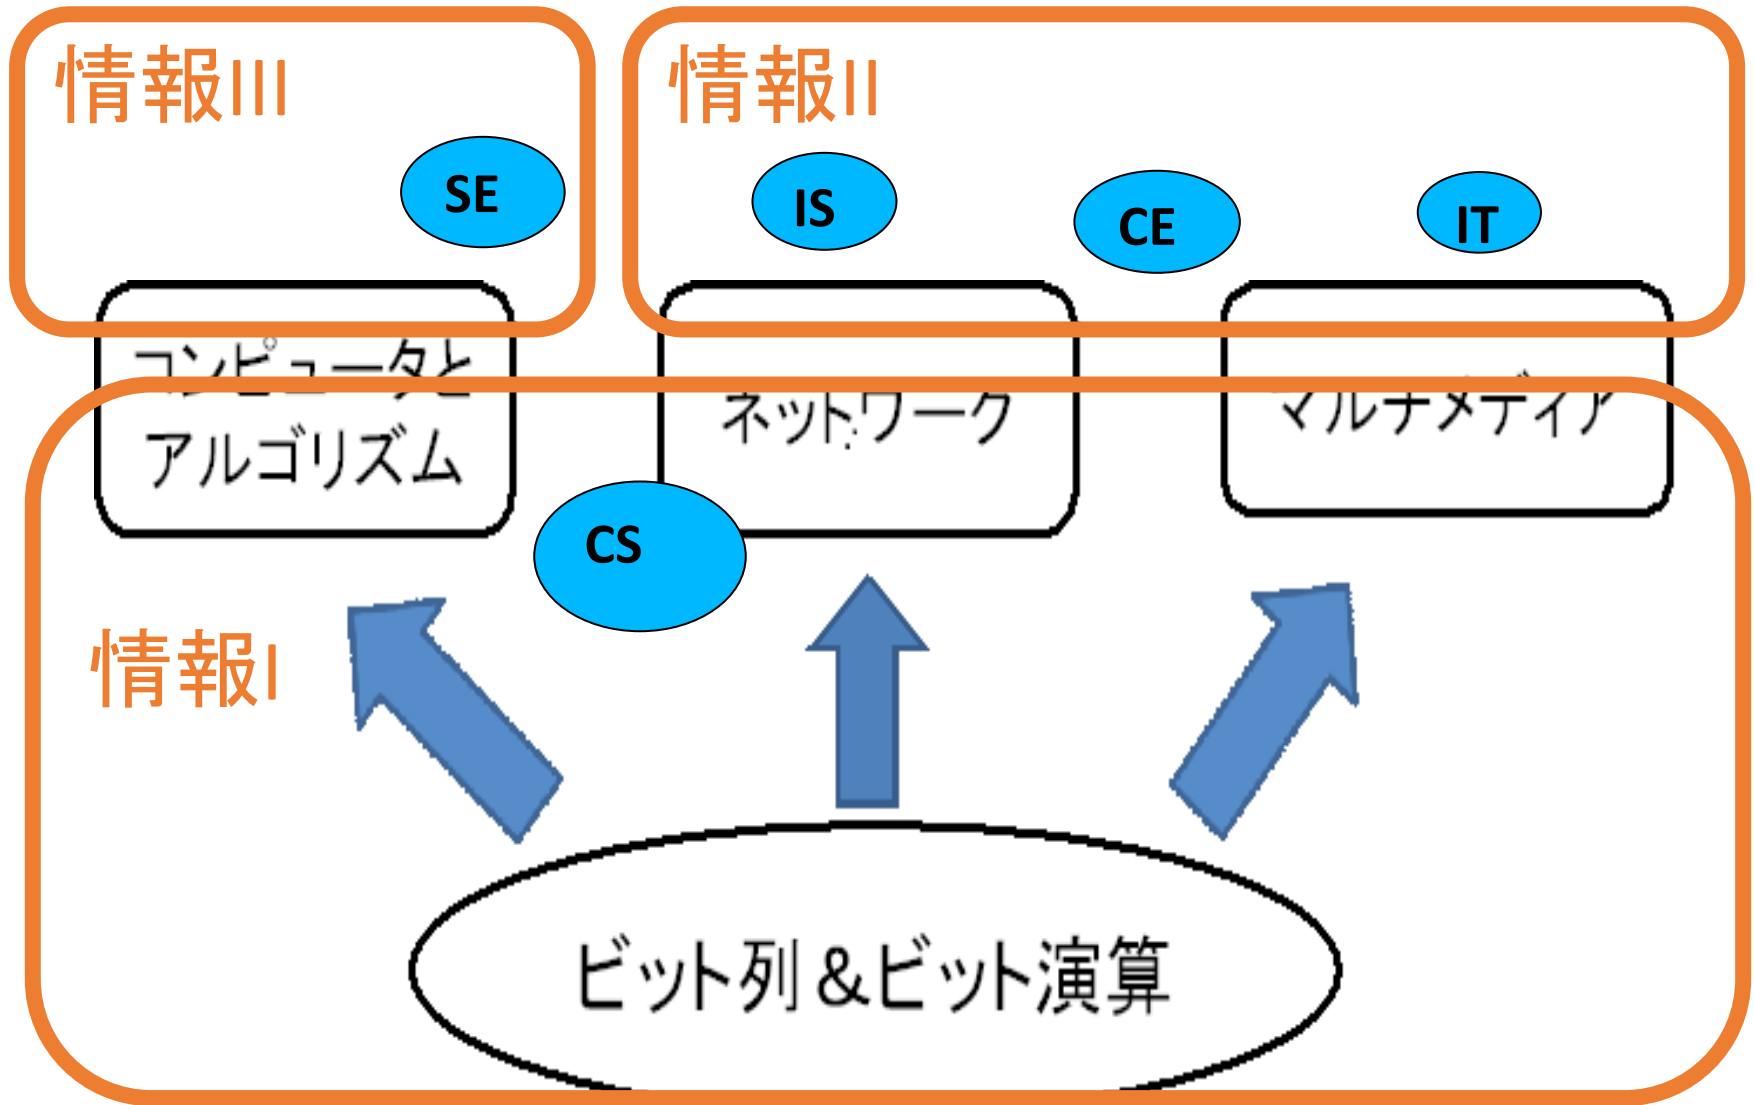 情報III
情報II
SE
IS
CE
IT
コンピュータと
アルゴリズム
ネットワーク
マルチメディア
CS
情報I
ビット列&ビット演算